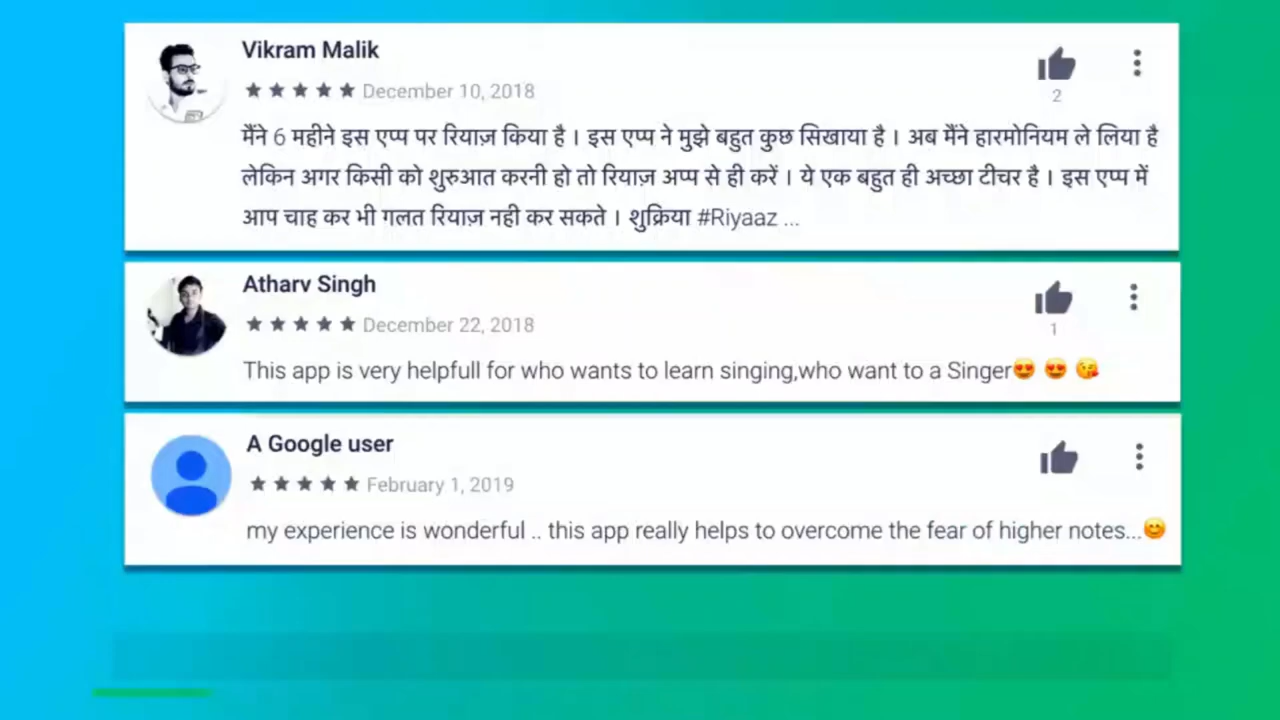 Vikram Malik
★ ★ ★ ★ ★ December 10, 2018
2
मैंने 6 महीने इस एप्प पर रियाज़ किया है । इस एप्प ने मुझे बहुत कुछ सिखाया है । अब मैंने हारमोनियम ले लिया है
लेकिन अगर किसी को शुरुआत करनी हो तो रियाज़ अप्प से ही करें । ये एक बहुत ही अच्छा टीचर है । इस एप्प में
आप चाह कर भी गलत रियाज़ नही कर सकते । शुक्रिया #Riyaaz ...
Atharv Singh
★ ★ ★ ★ ★ December 22, 2018
1
This app is very helpfull for who wants to learn singing,who want to a Singer😍 😍 😘
A Google user
★ ★ ★ ★ ★ February 1, 2019
my experience is wonderful .. this app really helps to overcome the fear of higher notes...😊